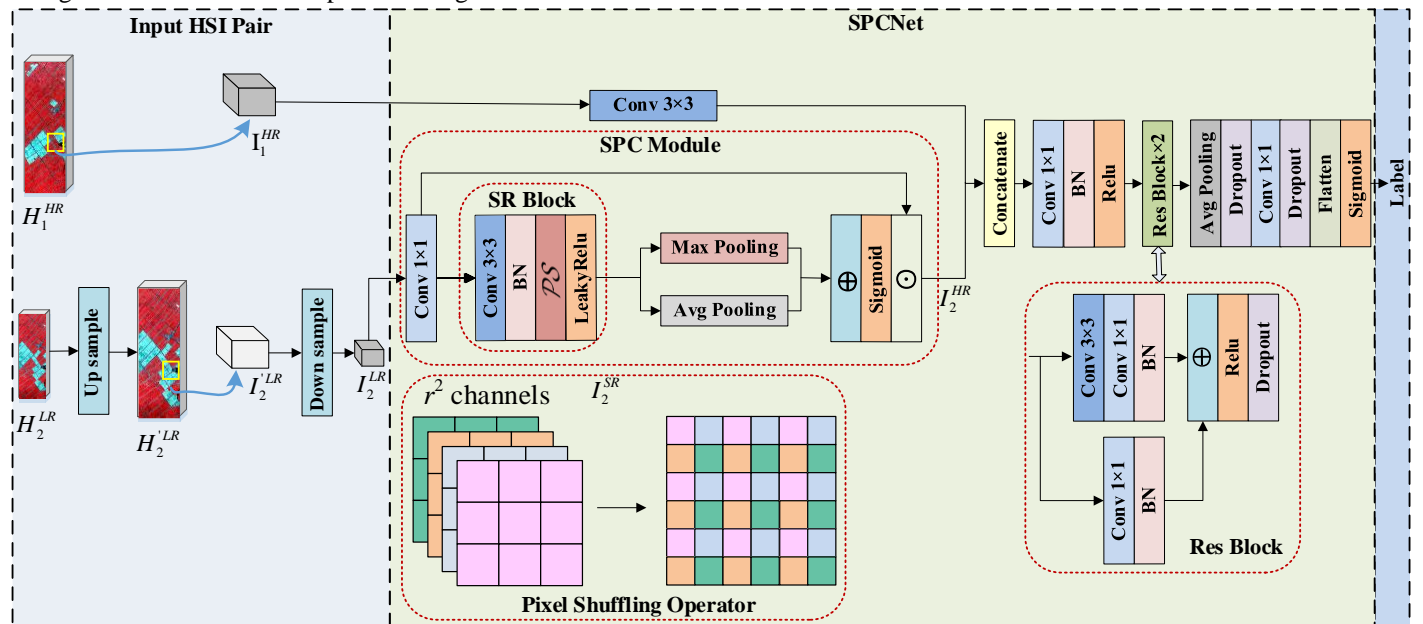 Input HSI Pair
SPCNet
H_1^{HR}
I_1^{HR}
Conv 3×3
SPC Module
SR Block
Conv 1×1
Conv 3×3
BN
PS
LeakyRelu
Max Pooling
Avg Pooling
⊕
Sigmoid
⊙
I_2^{HR}
Concatenate
Conv 1×1
BN
Relu
Res Block×2
Avg Pooling
Dropout
Conv 1×1
Dropout
Flatten
Sigmoid
Label
H_2^{LR}
Up sample
H_2^{'LR}
I_2^{'LR}
Down sample
I_2^{LR}
I_2^{SR}
r^2 channels
Pixel Shuffling Operator
Conv 3×3
Conv 1×1
BN
⊕
Relu
Dropout
Conv 1×1
BN
Res Block